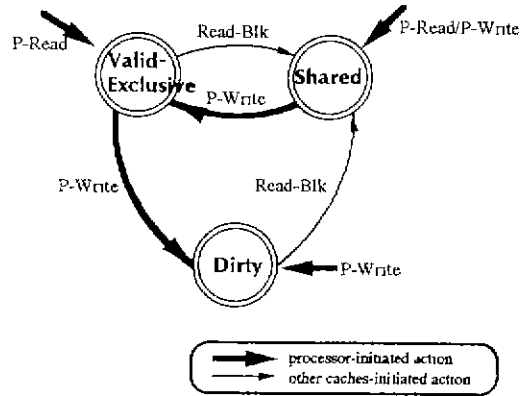 P-Read
Read-Blk
P-Read/P-Write
Valid-
Exclusive
Shared
P-Write
P-Write
Read-Blk
Dirty
P-Write
processor-initiated action
other caches-initiated action